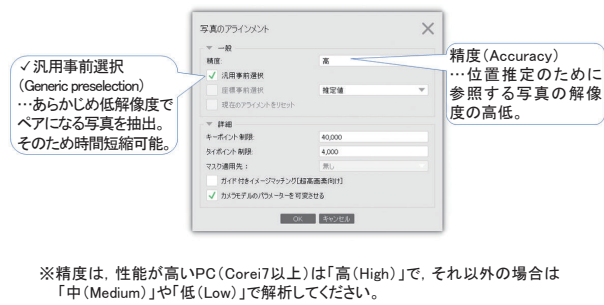 写真のアラインメント
一般
精度:
高
汎用事前選択
座標事前選択
推定値
現在のアライメントをリセット
詳細
キーポイント制限:
40,000
タイポイント制限:
4,000
マスク適用先:
無し
ガイド付きイメージマッチング[超高画素向け]
カメラモデルのパラメーターを可変させる
OK
キャンセル
✓汎用事前選択
(Generic preselection)
…あらかじめ低解像度で
ペアになる写真を抽出。
そのため時間短縮可能。
精度(Accuracy)
…位置推定のために
参照する写真の解像
度の高低。
※精度は,性能が高いPC(Corei7以上)は「高(High)」で,それ以外の場合は
「中(Medium)」や「低(Low)」で解析してください。